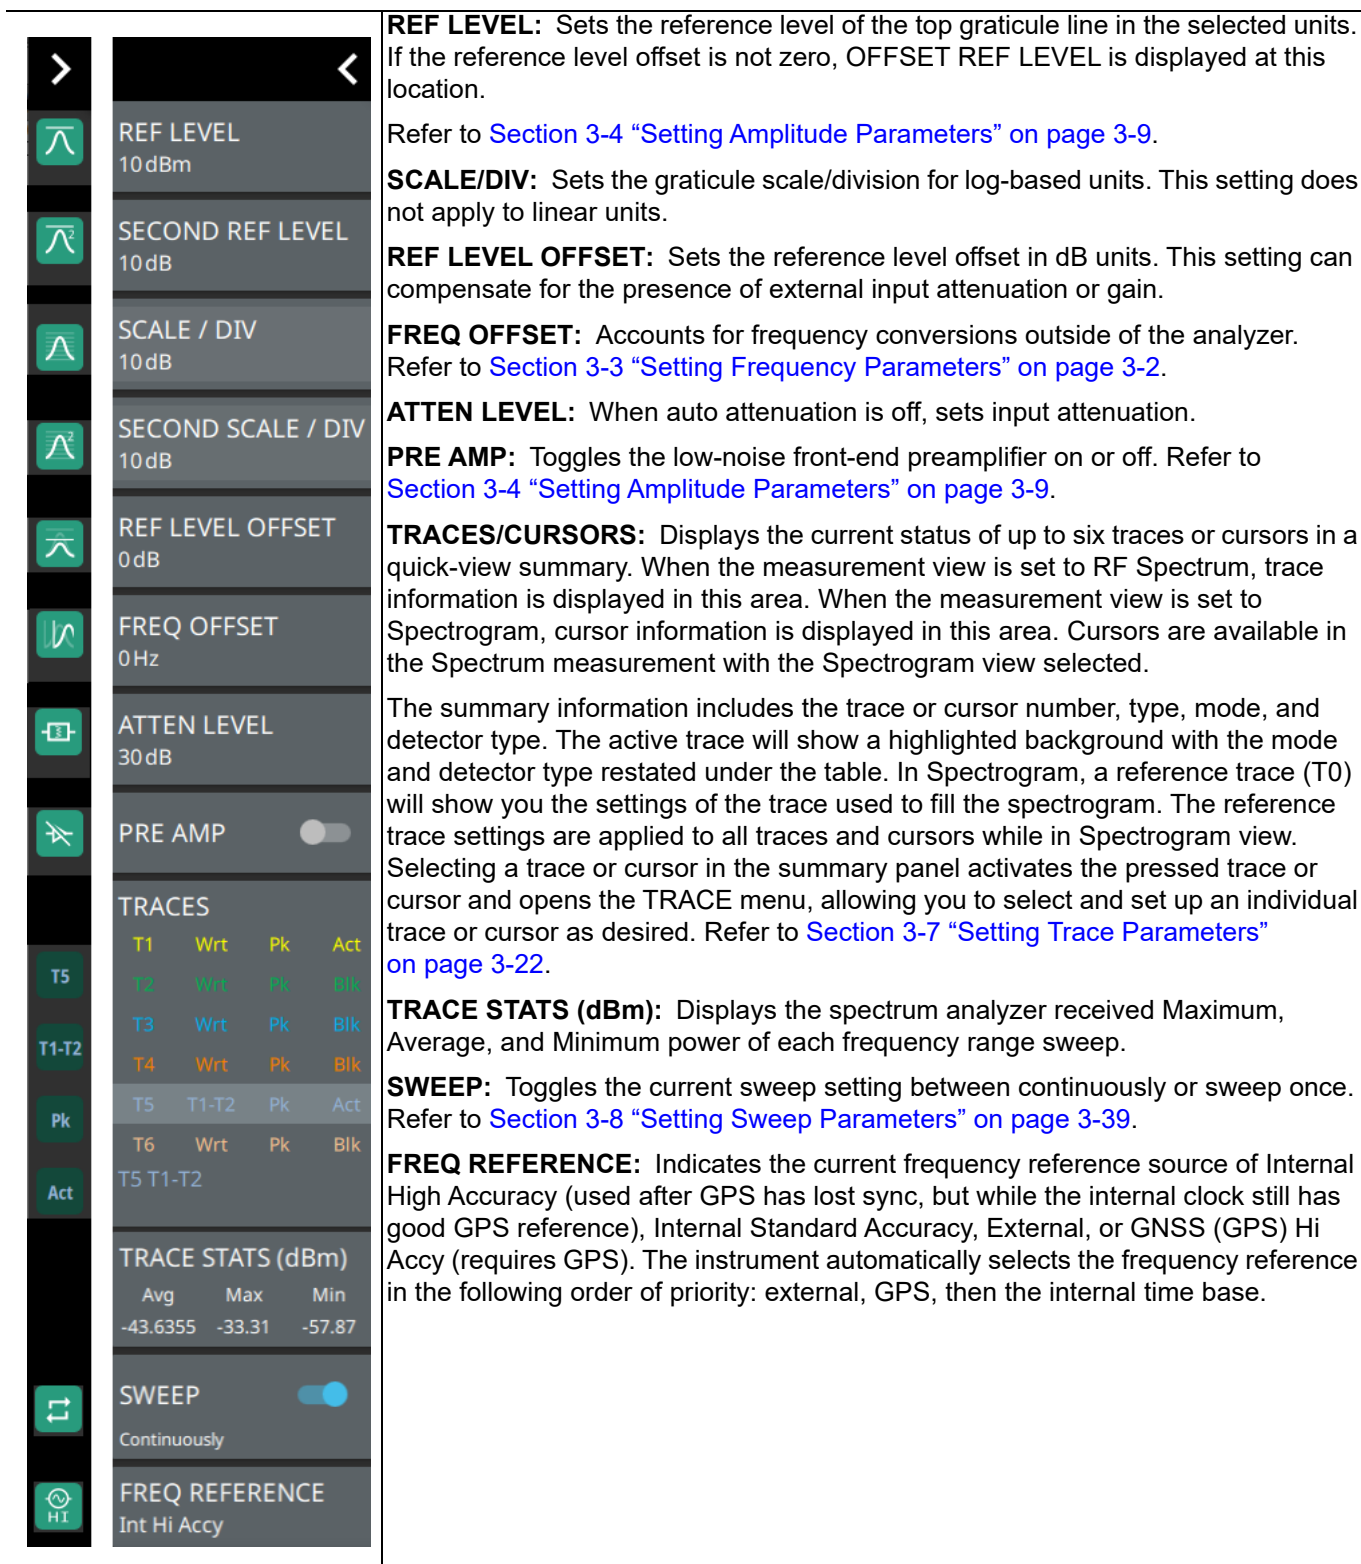 T5
T1-T2
Pk
Act
HI
REF LEVEL
10 dBm
SECOND REF LEVEL
10 dB
SCALE / DIV
10 dB
SECOND SCALE / DIV
10 dB
REF LEVEL OFFSET
0 dB
FREQ OFFSET
0 Hz
ATTEN LEVEL
30 dB
PRE AMP
TRACES
T1 Wrt Pk Act
T2 Wrt Pk Blk
T3 Wrt Pk Blk
T4 Wrt Pk Blk
T5 T1-T2 Pk Act
T6 Wrt Pk Blk
T5 T1-T2
TRACE STATS (dBm)
Avg Max Min
-43.6355 -33.31 -57.87
SWEEP
Continuously
FREQ REFERENCE
Int Hi Accy
REF LEVEL: Sets the reference level of the top graticule line in the selected units.
If the reference level offset is not zero, OFFSET REF LEVEL is displayed at this
location.
Refer to Section 3-4 “Setting Amplitude Parameters” on page 3-9.
SCALE/DIV: Sets the graticule scale/division for log-based units. This setting does
not apply to linear units.
REF LEVEL OFFSET: Sets the reference level offset in dB units. This setting can
compensate for the presence of external input attenuation or gain.
FREQ OFFSET: Accounts for frequency conversions outside of the analyzer.
Refer to Section 3-3 “Setting Frequency Parameters” on page 3-2.
ATTEN LEVEL: When auto attenuation is off, sets input attenuation.
PRE AMP: Toggles the low-noise front-end preamplifier on or off. Refer to
Section 3-4 “Setting Amplitude Parameters” on page 3-9.
TRACES/CURSORS: Displays the current status of up to six traces or cursors in a
quick-view summary. When the measurement view is set to RF Spectrum, trace
information is displayed in this area. When the measurement view is set to
Spectrogram, cursor information is displayed in this area. Cursors are available in
the Spectrum measurement with the Spectrogram view selected.
The summary information includes the trace or cursor number, type, mode, and
detector type. The active trace will show a highlighted background with the mode
and detector type restated under the table. In Spectrogram, a reference trace (T0)
will show you the settings of the trace used to fill the spectrogram. The reference
trace settings are applied to all traces and cursors while in Spectrogram view.
Selecting a trace or cursor in the summary panel activates the pressed trace or
cursor and opens the TRACE menu, allowing you to select and set up an individual
trace or cursor as desired. Refer to Section 3-7 “Setting Trace Parameters”
on page 3-22.
TRACE STATS (dBm): Displays the spectrum analyzer received Maximum,
Average, and Minimum power of each frequency range sweep.
SWEEP: Toggles the current sweep setting between continuously or sweep once.
Refer to Section 3-8 “Setting Sweep Parameters” on page 3-39.
FREQ REFERENCE: Indicates the current frequency reference source of Internal
High Accuracy (used after GPS has lost sync, but while the internal clock still has
good GPS reference), Internal Standard Accuracy, External, or GNSS (GPS) Hi
Accy (requires GPS). The instrument automatically selects the frequency reference
in the following order of priority: external, GPS, then the internal time base.